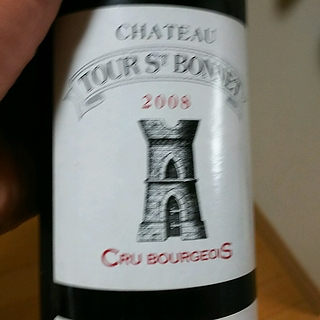 CHATEAU
TOUR ST BONNET
2008
CRU BOURGEOIS